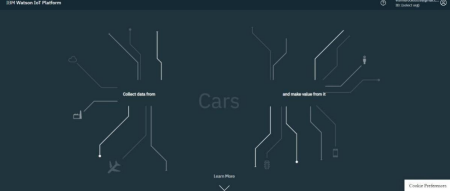 IBM Watson IoT Platform
Collect data from
Cars
and make value from it
Learn More
Cookie Preferences